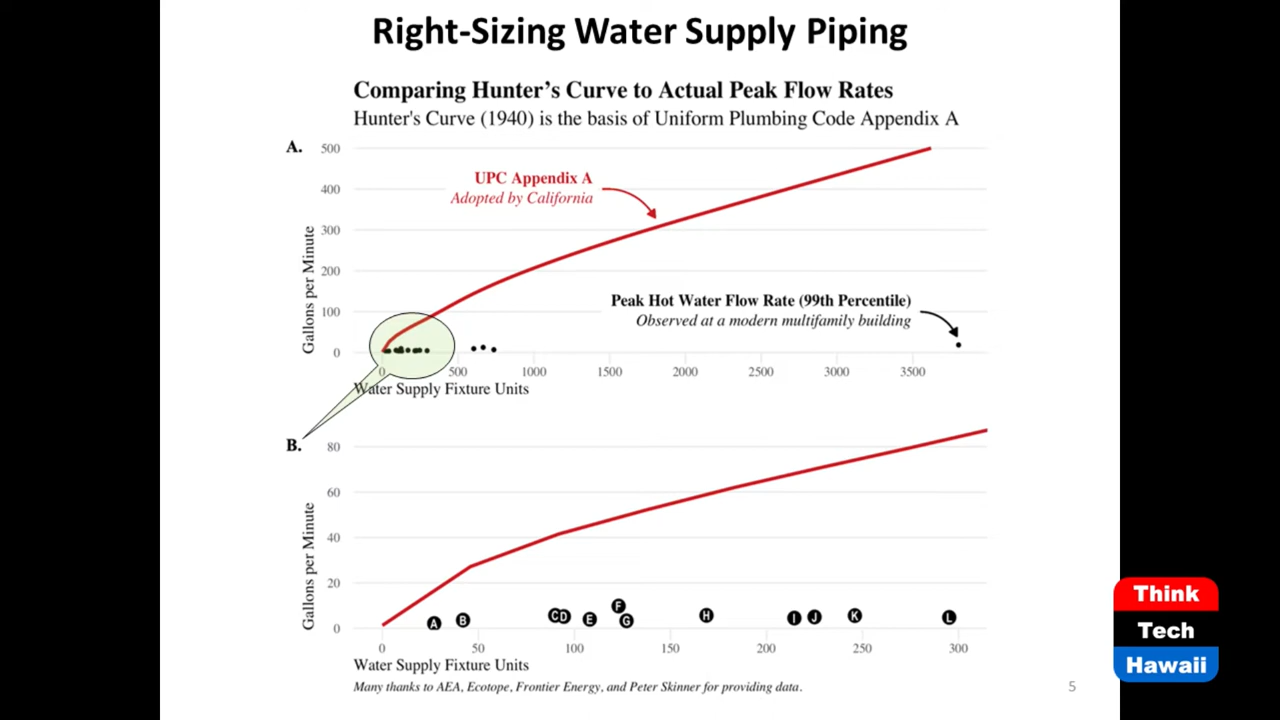 Right-Sizing Water Supply Piping
Comparing Hunter's Curve to Actual Peak Flow Rates
Hunter's Curve (1940) is the basis of Uniform Plumbing Code Appendix A
A.
500
400
300
200
100
0
Gallons per Minute
UPC Appendix A
Adopted by California
Peak Hot Water Flow Rate (99th Percentile)
Observed at a modern multifamily building
0 500 1000 1500 2000 2500 3000 3500
Water Supply Fixture Units
B.
80
60
40
20
0
Gallons per Minute
A B C D E F G H I J K L
0 50 100 150 200 250 300
Water Supply Fixture Units
Many thanks to AEA, Ecotope, Frontier Energy, and Peter Skinner for providing data.
5
Think
Tech
Hawaii